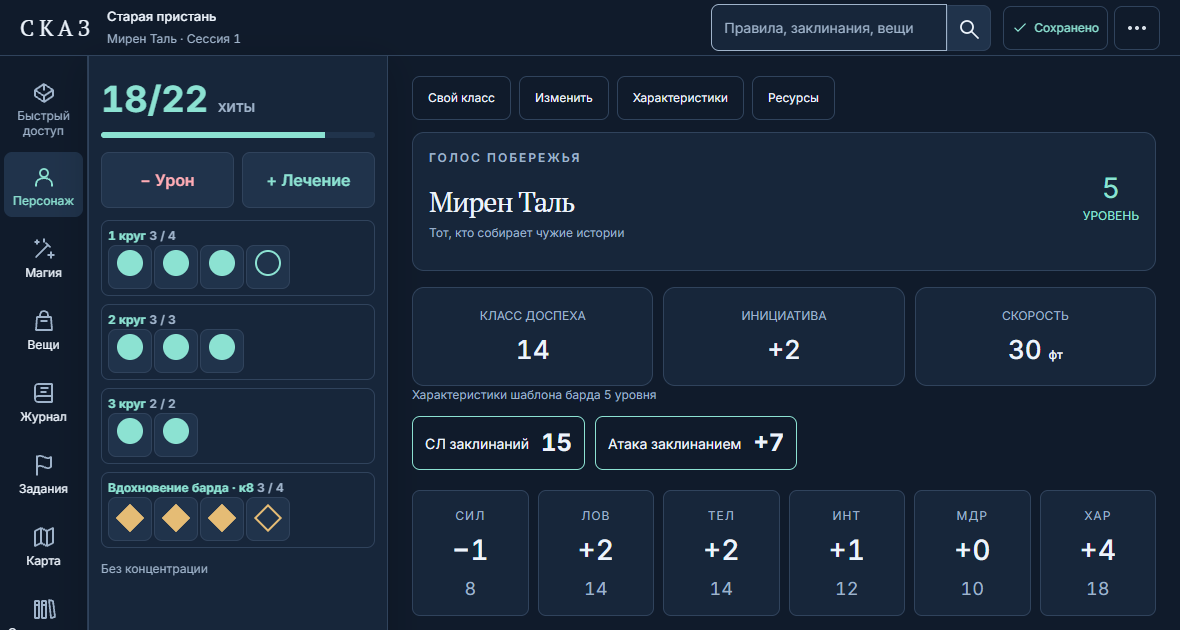 СКАЗ
Старая пристань
Мирен Таль · Сессия 1
Правила, заклинания, вещи
Сохранено
Быстрый
доступ
Персонаж
Магия
Вещи
Журнал
Задания
Карта
18/22 хиты
− Урон
+ Лечение
1 круг 3 / 4
2 круг 3 / 3
3 круг 2 / 2
Вдохновение барда · к8 3 / 4
Без концентрации
Свой класс
Изменить
Характеристики
Ресурсы
ГОЛОС ПОБЕРЕЖЬЯ
Мирен Таль
Тот, кто собирает чужие истории
5
УРОВЕНЬ
КЛАСС ДОСПЕХА
14
ИНИЦИАТИВА
+2
СКОРОСТЬ
30 фт
Характеристики шаблона барда 5 уровня
СЛ заклинаний 15
Атака заклинанием +7
СИЛ
−1
8
ЛОВ
+2
14
ТЕЛ
+2
14
ИНТ
+1
12
МДР
+0
10
ХАР
+4
18